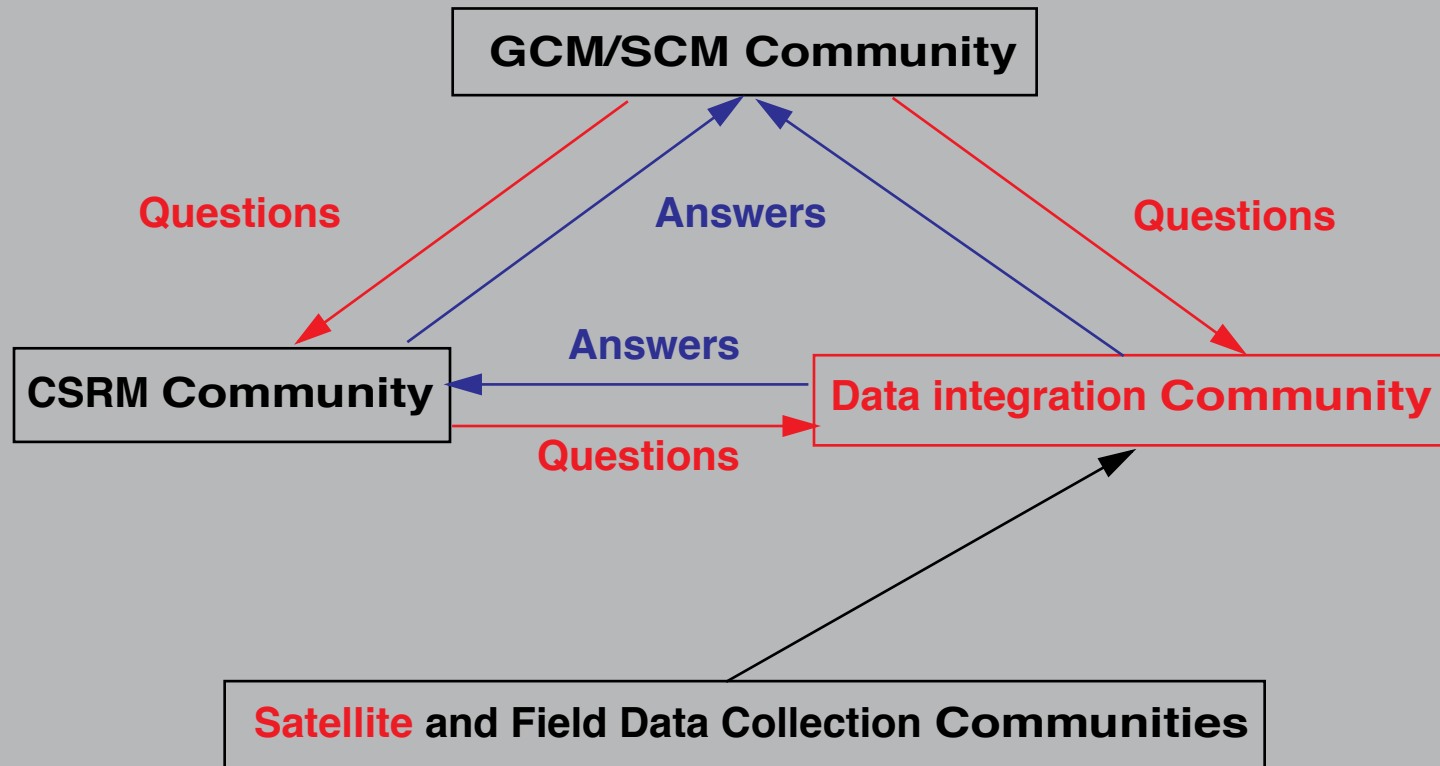 GCM/SCM Community
Questions
Answers
Questions
Answers
CSRM Community
Data integration Community
Questions
Satellite and Field Data Collection Communities